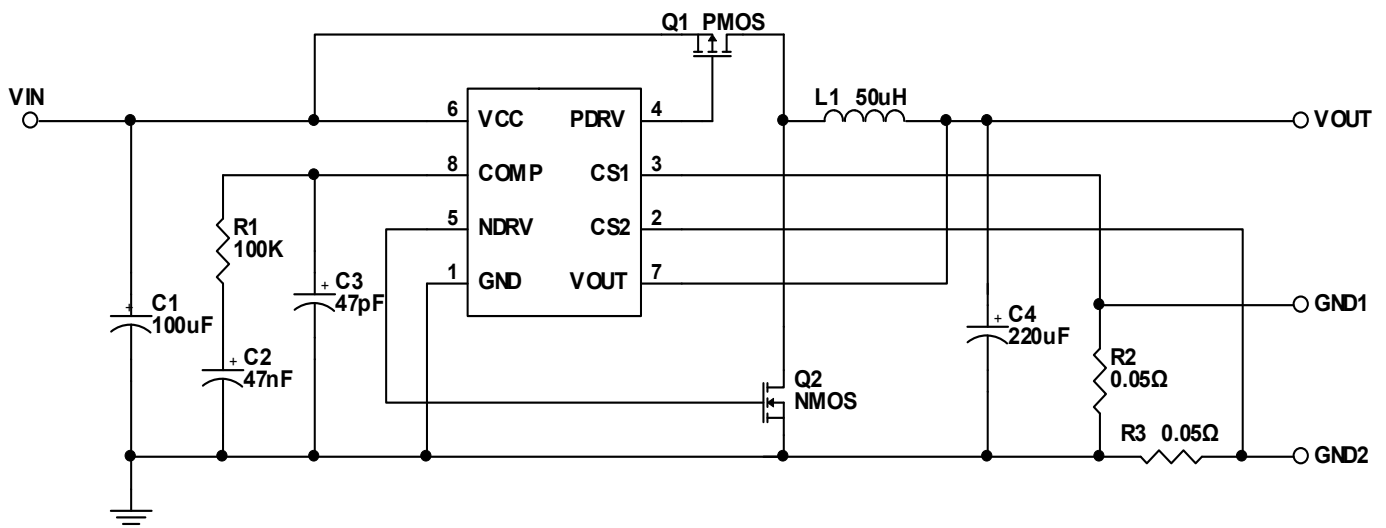 Q1 PMOS
VIN
6 VCC PDRV 4
L1 50uH
VOUT
8 COMP CS1 3
R1
100K
5 NDRV CS2 2
C3
47pF
1 GND VOUT 7
C1
100uF
+
+
+
+
C4
220uF
GND1
C2
47nF
R2
0.05Ω
Q2
NMOS
R3 0.05Ω
GND2